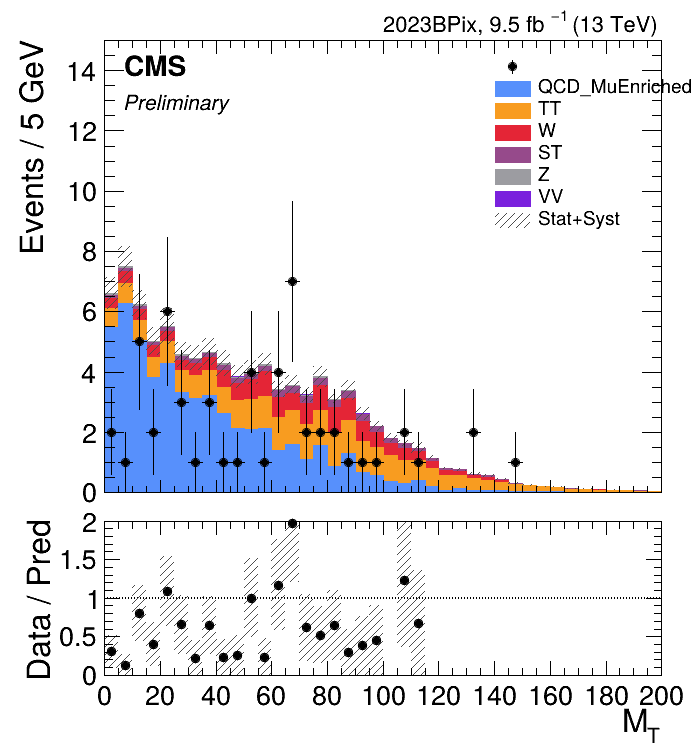 2023BPix, 9.5 fb⁻¹ (13 TeV)
CMS
Preliminary
QCD_MuEnriched
TT
W
ST
Z
VV
Stat+Syst
Events / 5 GeV
14
12
10
8
6
4
2
0
Data / Pred
2
1.5
1
0.5
0
0 20 40 60 80 100 120 140 160 180 200
M_T